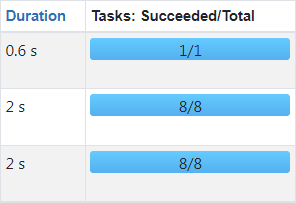 Duration Tasks: Succeeded/Total
0.6 s 1/1
2 s 8/8
2 s 8/8